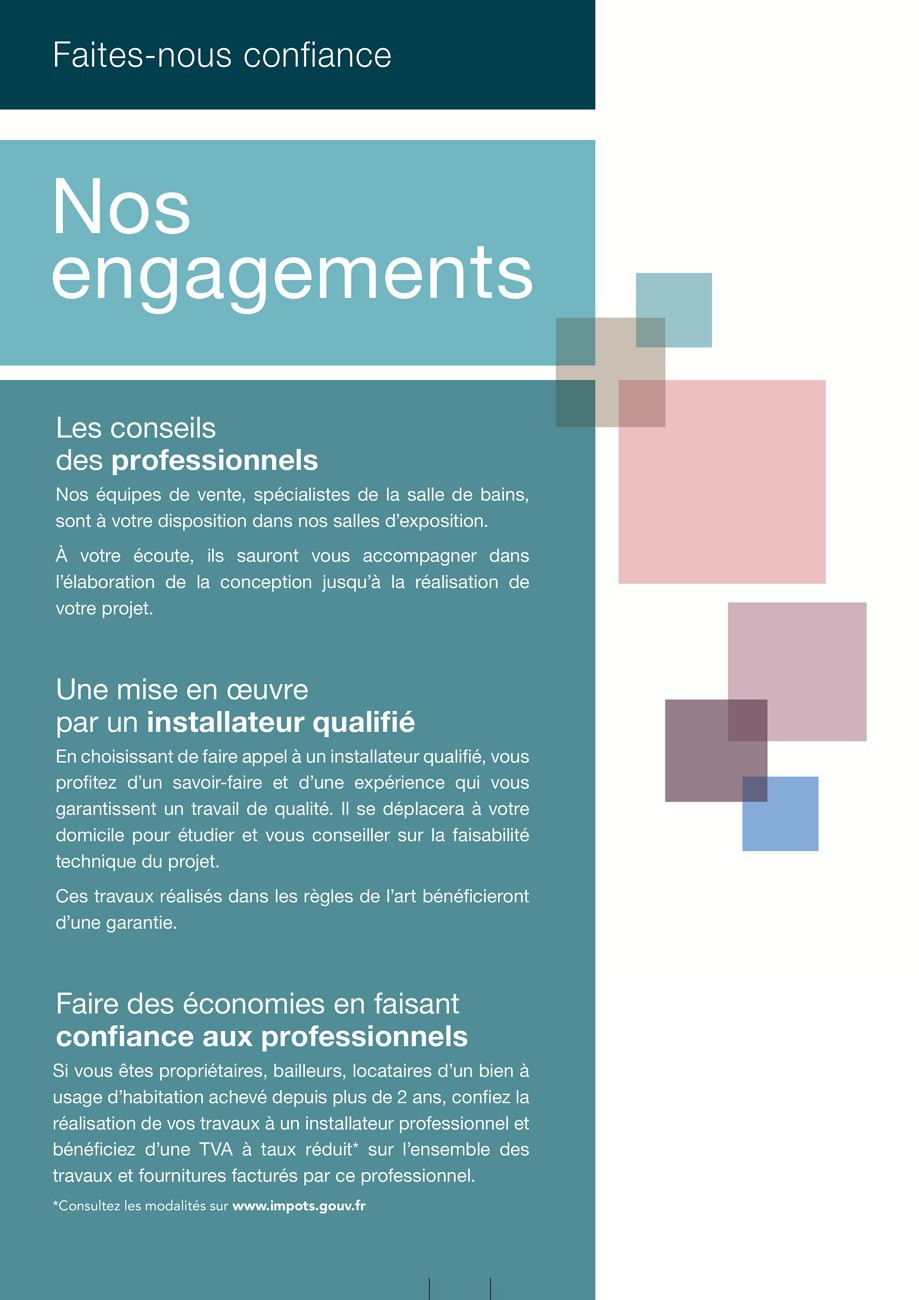 Faites-nous confiance
Nos
engagements
Les conseils
des professionnels
Nos équipes de vente, spécialistes de la salle de bains,
sont à votre disposition dans nos salles d’exposition.
À votre écoute, ils sauront vous accompagner dans
l’élaboration de la conception jusqu’à la réalisation de
votre projet.
Une mise en œuvre
par un installateur qualifié
En choisissant de faire appel à un installateur qualifié, vous
profitez d’un savoir-faire et d’une expérience qui vous
garantissent un travail de qualité. Il se déplacera à votre
domicile pour étudier et vous conseiller sur la faisabilité
technique du projet.
Ces travaux réalisés dans les règles de l’art bénéficieront
d’une garantie.
Faire des économies en faisant
confiance aux professionnels
Si vous êtes propriétaires, bailleurs, locataires d’un bien à
usage d’habitation achevé depuis plus de 2 ans, confiez la
réalisation de vos travaux à un installateur professionnel et
bénéficiez d’une TVA à taux réduit* sur l’ensemble des
travaux et fournitures facturés par ce professionnel.
*Consultez les modalités sur www.impots.gouv.fr